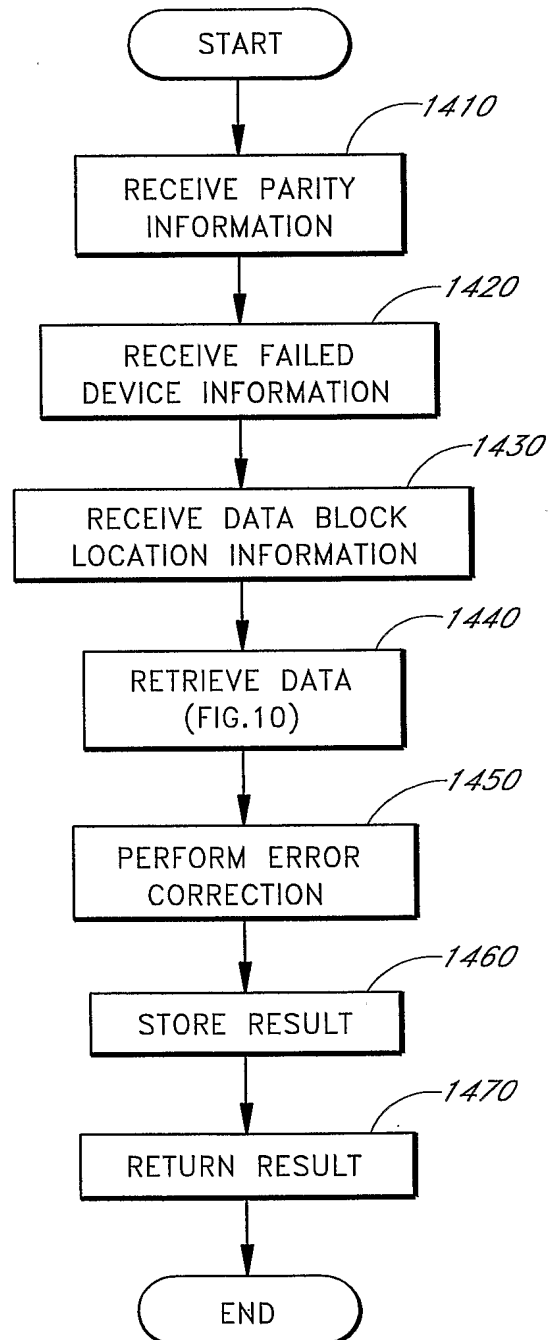 START
1410
RECEIVE PARITY
INFORMATION
1420
RECEIVE FAILED
DEVICE INFORMATION
1430
RECEIVE DATA BLOCK
LOCATION INFORMATION
1440
RETRIEVE DATA
(FIG.10)
1450
PERFORM ERROR
CORRECTION
1460
STORE RESULT
1470
RETURN RESULT
END